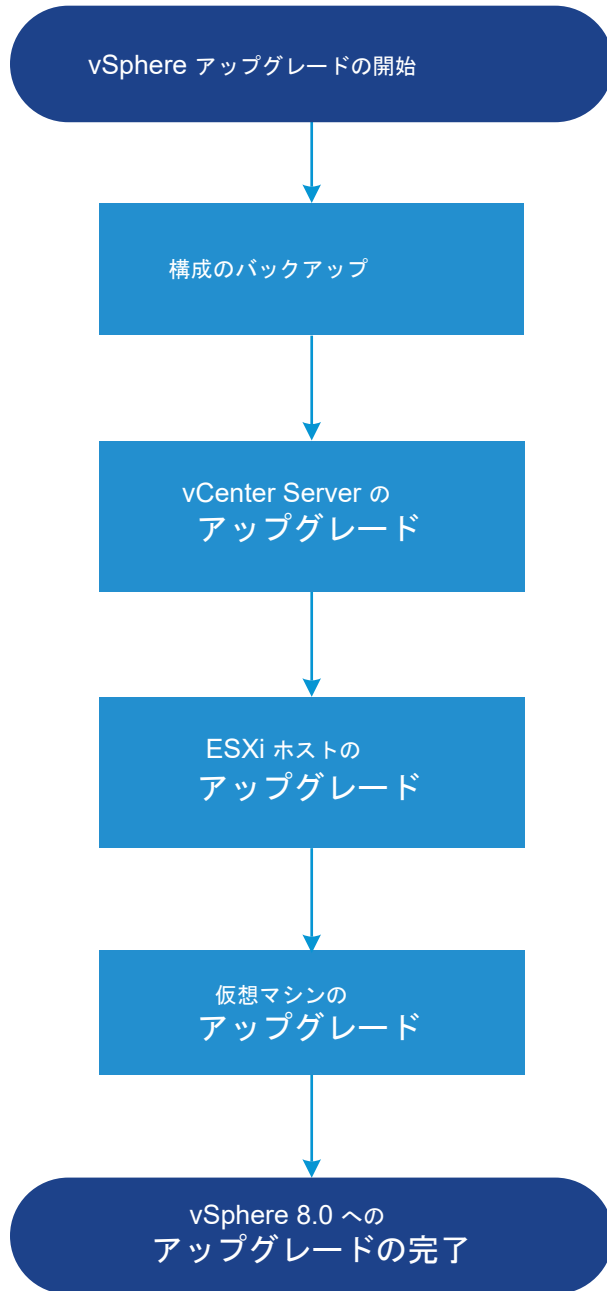 vSphere アップグレードの開始
構成のバックアップ
vCenter Server の
アップグレード
ESXi ホストの
アップグレード
仮想マシンの
アップグレード
vSphere 8.0 への
アップグレードの完了